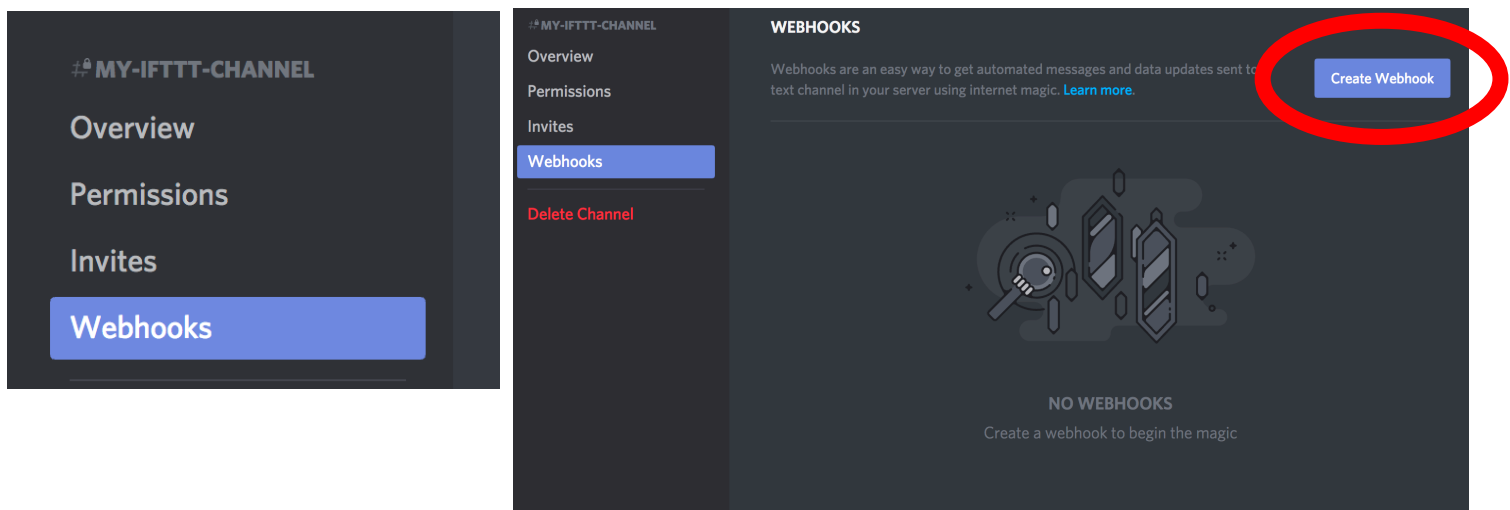 #MY-IFTTT-CHANNEL
Overview
Permissions
Invites
Webhooks
#MY-IFTTT-CHANNEL
Overview
Permissions
Invites
Webhooks
Delete Channel
WEBHOOKS
Webhooks are an easy way to get automated messages and data updates sent to
text channel in your server using internet magic. Learn more.
Create Webhook
NO WEBHOOKS
Create a webhook to begin the magic